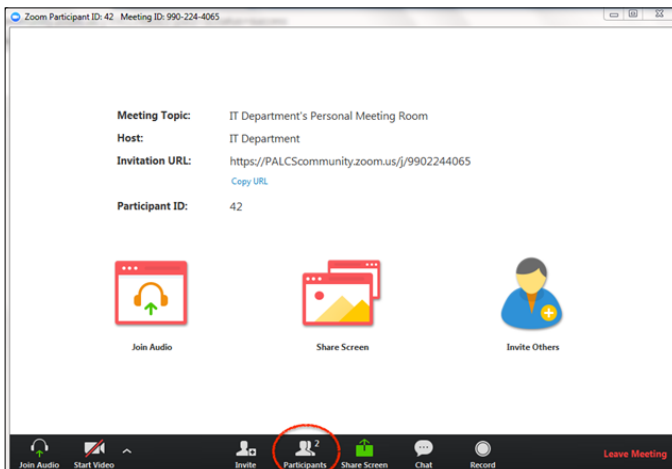 Zoom Participant ID: 42 Meeting ID: 990-224-4065
Meeting Topic: IT Department's Personal Meeting Room
Host: IT Department
Invitation URL: https://PALCScommunity.zoom.us/j/9902244065
Copy URL
Participant ID: 42
Join Audio Share Screen Invite Others
2
Join Audio Start Video Invite Participants Share Screen Chat Record Leave Meeting